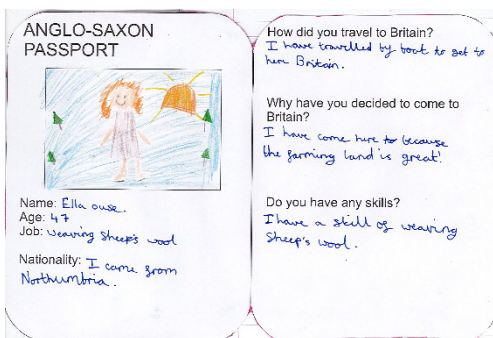 ANGLO-SAXON
PASSPORT
Name: Ella ouse.
Age: 47
Job: weaving sheep's wool
Nationality: I came from
Northumbria.
How did you travel to Britain?
I have travelled by boat to get to
here Britain.
Why have you decided to come to
Britain?
I have come here to because
the farming land is great!
Do you have any skills?
I have a skill of weaving
sheep's wool.